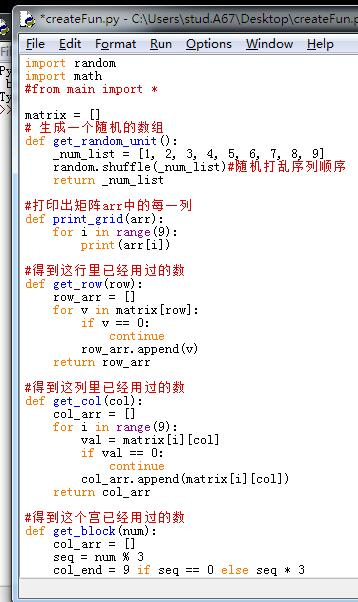 *createFun.py - C:\Users\stud.A67\Desktop\createFun.py
File Edit Format Run Options Window Help
import random
import math
#from main import *
matrix = []
# 生成一个随机的数组
def get_random_unit():
    _num_list = [1, 2, 3, 4, 5, 6, 7, 8, 9]
    random.shuffle(_num_list)#随机打乱序列顺序
    return _num_list
#打印出矩阵arr中的每一列
def print_grid(arr):
    for i in range(9):
        print(arr[i])
#得到这行里已经用过的数
def get_row(row):
    row_arr = []
    for v in matrix[row]:
        if v == 0:
            continue
        row_arr.append(v)
    return row_arr
#得到这列里已经用过的数
def get_col(col):
    col_arr = []
    for i in range(9):
        val = matrix[i][col]
        if val == 0:
            continue
        col_arr.append(matrix[i][col])
    return col_arr
#得到这个宫已经用过的数
def get_block(num):
    col_arr = []
    seq = num % 3
    col_end = 9 if seq == 0 else seq * 3